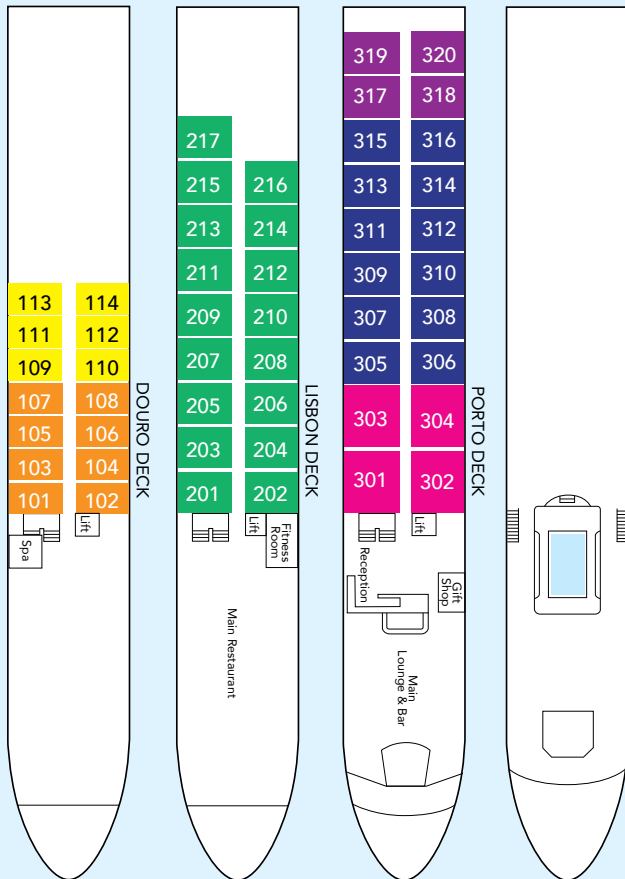 113 114
111 112
109 110
107 108
105 106
103 104
101 102
Lift
Spa
DOURO DECK
217
215 216
213 214
211 212
209 210
207 208
205 206
203 204
201 202
Lift
Fitness
Room
Main Restaurant
LISBON DECK
319 320
317 318
315 316
313 314
311 312
309 310
307 308
305 306
303 304
301 302
Lift
Reception
Gift
Shop
Main
Lounge & Bar
PORTO DECK